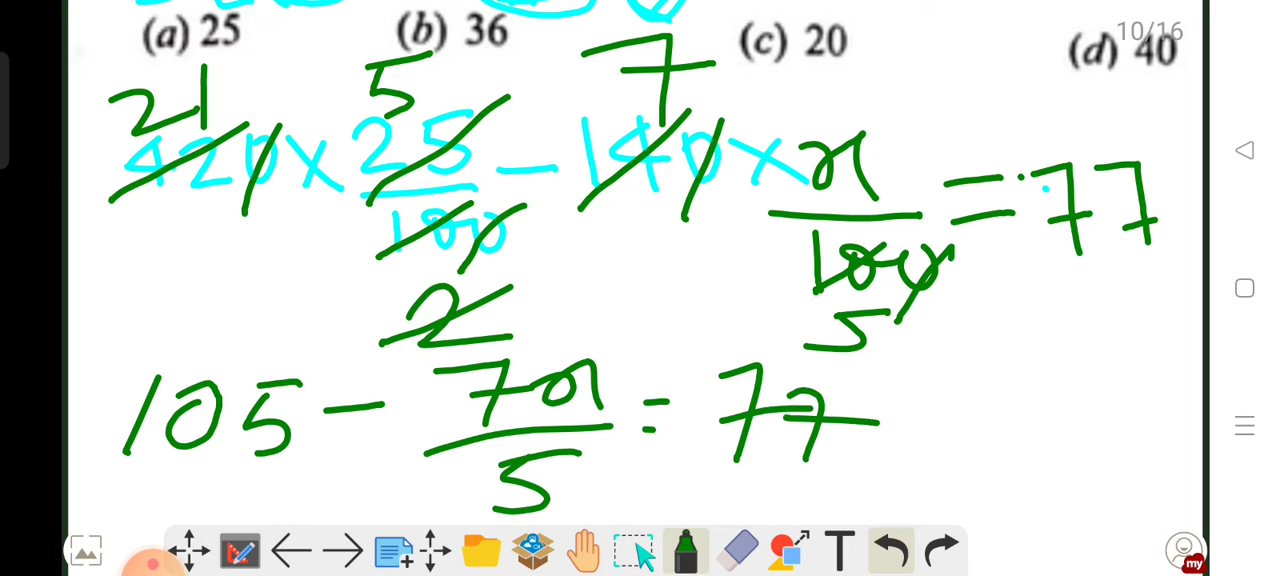 10/16
(a) 25 (b) 36 (c) 20 (d) 40
21 5 7
420 × 25/100 − 140 × x/100 = 77
2 5
105 − 7x/5 = 77
T
my